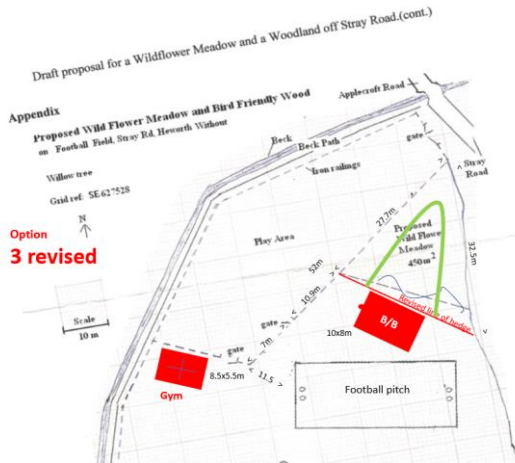 Draft proposal for a Wildflower Meadow and a Woodland off Stray Road.(cont.)
Appendix
Proposed Wild Flower Meadow and Bird Friendly Wood
on Football Field, Stray Rd, Heworth Without
Willow tree
Grid ref: SE 627528
N
Option
3 revised
Scale
10 m
Applecroft Road
Beck
Beck Path
Iron railings
gate
Stray
Road
Play Area
27.7m
Proposed
Wild Flower
Meadow
450m²
32.5m
52m
10.9m
Revised line of hedge
B/B
10x8m
gate
7m
gate
8.5x5.5m
11.5
Gym
Football pitch